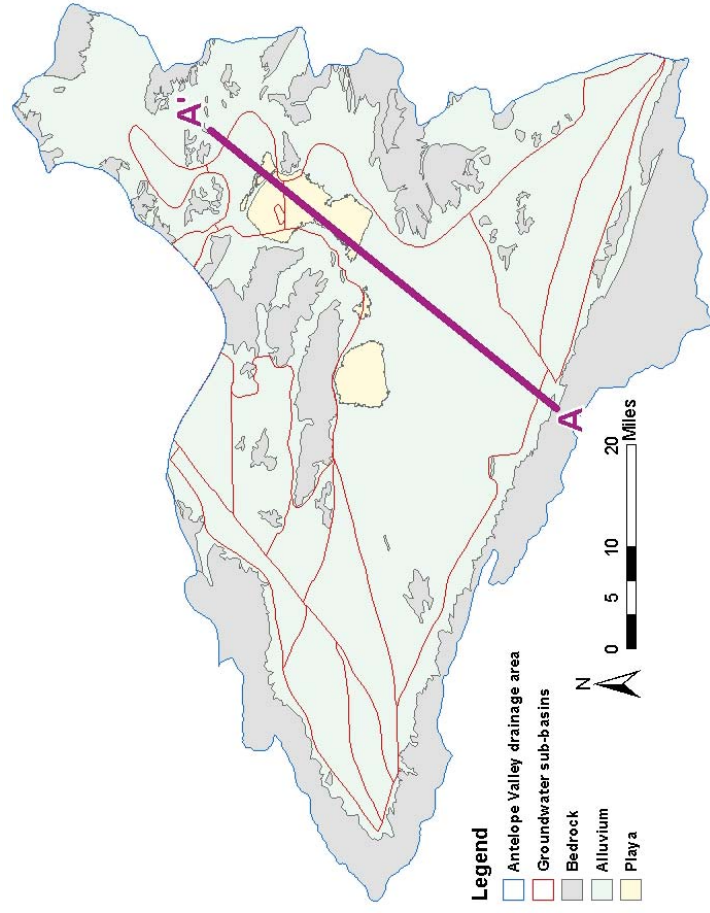 A'
A
Legend
Antelope Valley drainage area
Groundwater sub-basins
Bedrock
Alluvium
Playa
N
0 5 10 20
Miles